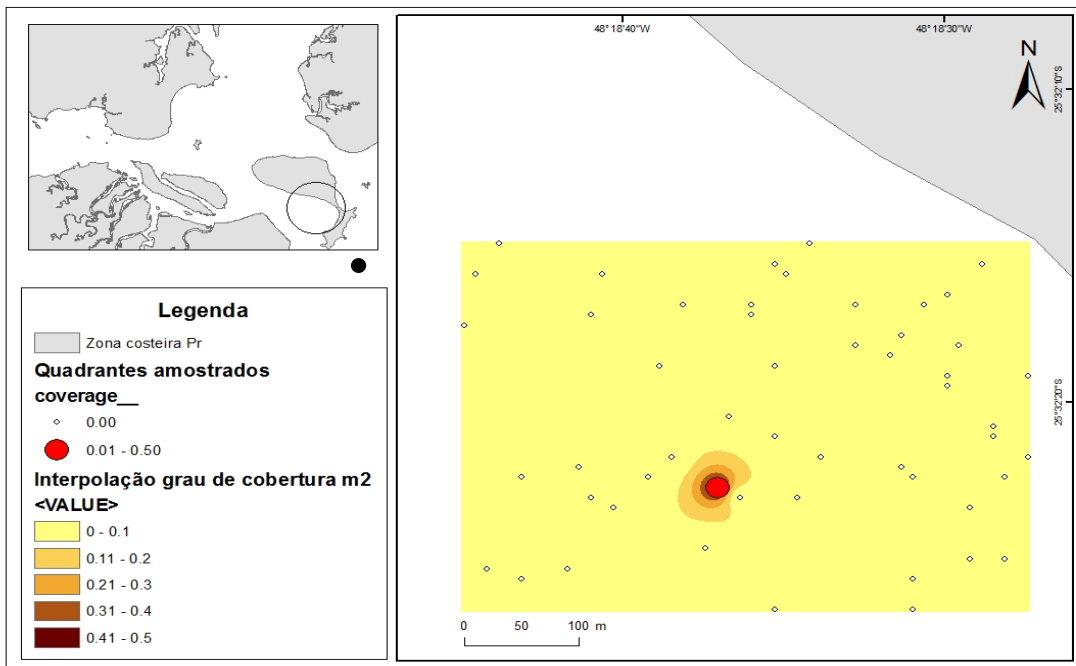 48°18'40"W
48°18'30"W
N
25°32'10"S
25°32'20"S
Legenda
Zona costeira Pr
Quadrantes amostrados
coverage__
0.00
0.01 - 0.50
Interpolação grau de cobertura m2
<VALUE>
0 - 0.1
0.11 - 0.2
0.21 - 0.3
0.31 - 0.4
0.41 - 0.5
0 50 100 m